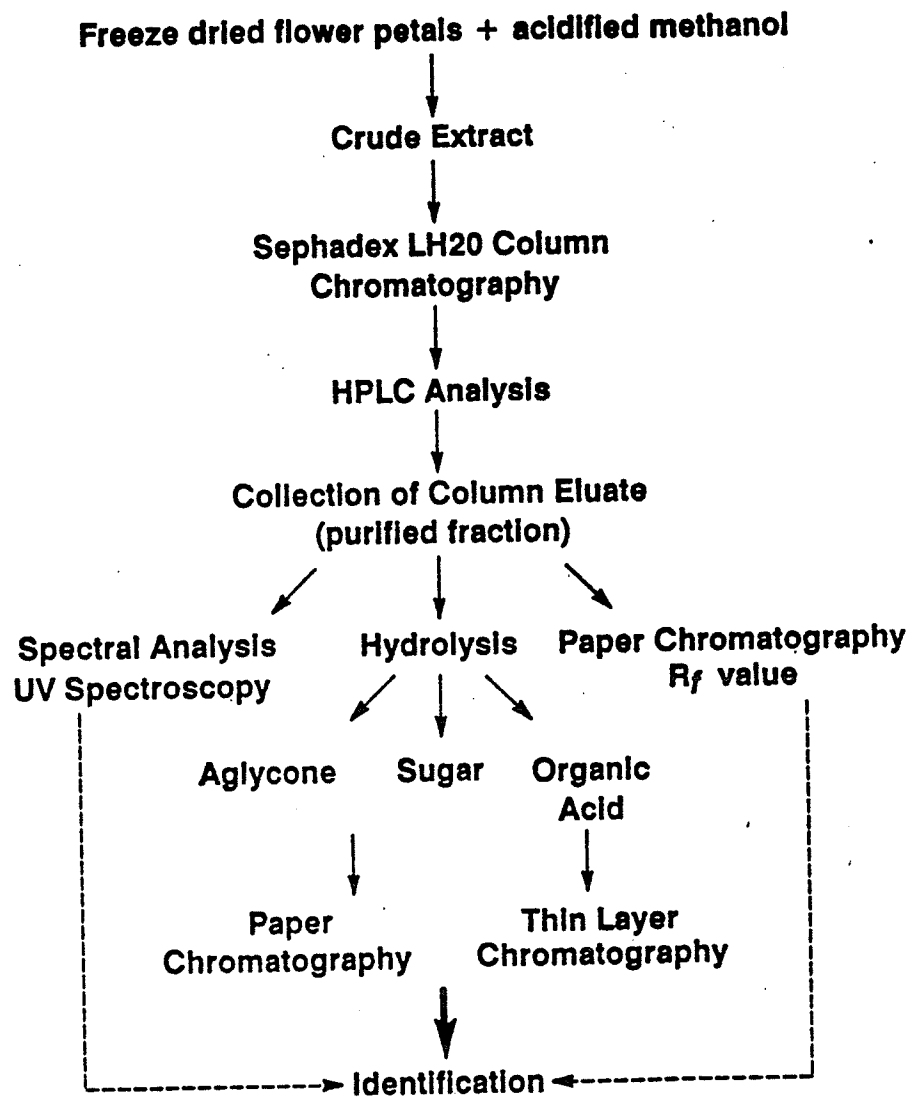 Freeze dried flower petals + acidified methanol
Crude Extract
Sephadex LH20 Column
Chromatography
HPLC Analysis
Collection of Column Eluate
(purified fraction)
Spectral Analysis
UV Spectroscopy
Hydrolysis
Paper Chromatography
Rf value
Aglycone
Sugar
Organic
Acid
Paper
Chromatography
Thin Layer
Chromatography
Identification